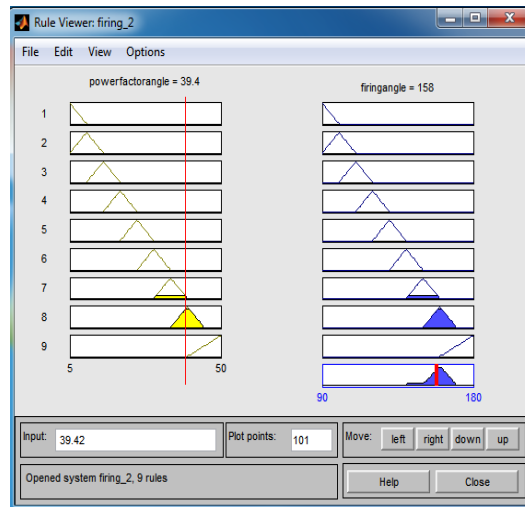 Rule Viewer: firing_2
File Edit View Options
powerfactorangle = 39.4
firingangle = 158
1
2
3
4
5
6
7
8
9
5 50
90 180
Input: 39.42 Plot points: 101 Move: left right down up
Opened system firing_2, 9 rules Help Close